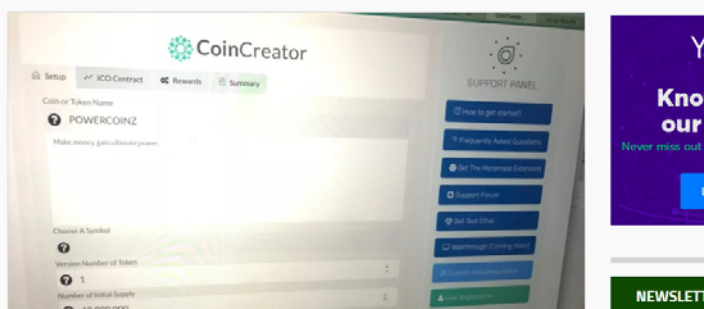 CoinCreator
Setup
ICO Contract
Rewards
Summary
Coin or Token Name
POWERCOINZ
Make money, gain ultimate power.
Choose A Symbol
Version Number of Token
1
Number of Initial Supply
SUPPORT PANEL
How to get started?
Frequently Asked Questions
Get The Metamask Extension
Support Forum
Get Test Ether
Walkthrough (Coming Soon)
User Registration
Y
Kno
our
Never miss out
NEWSLETT